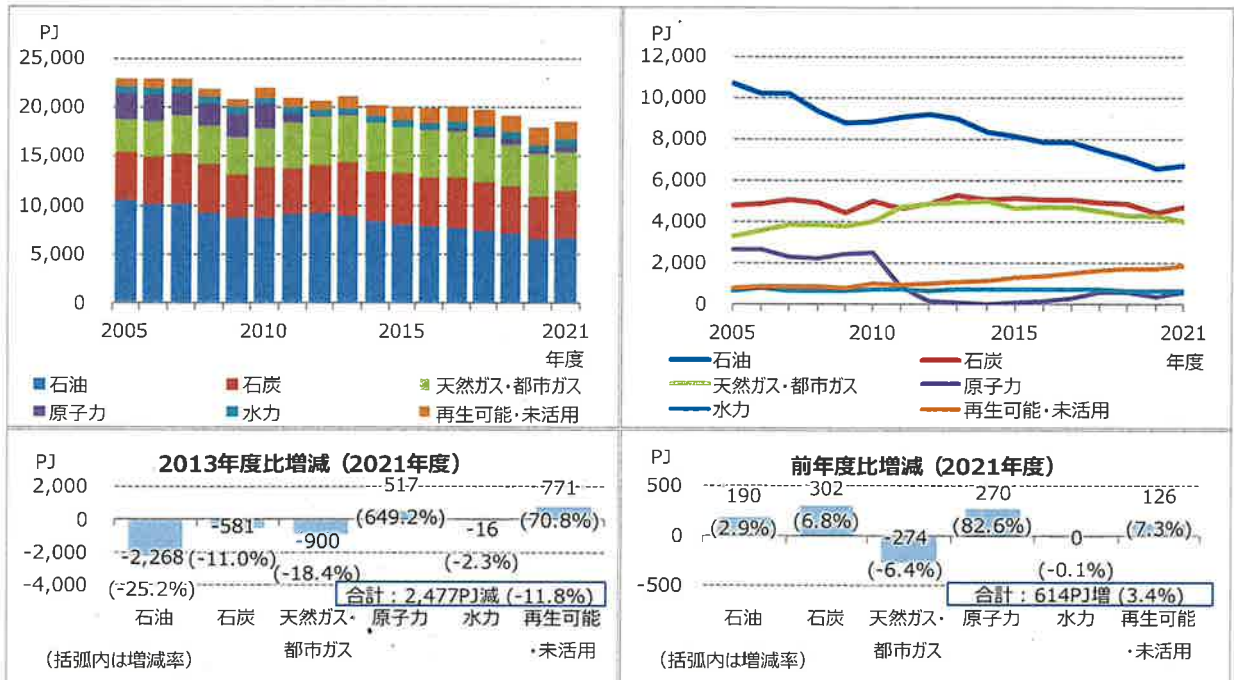 PJ
25,000
20,000
15,000
10,000
5,000
0
2005 2010 2015 2021
年度
石油 石炭 天然ガス・都市ガス
原子力 水力 再生可能・未活用
PJ
12,000
10,000
8,000
6,000
4,000
2,000
0
2005 2010 2015 2021
年度
石油 石炭
天然ガス・都市ガス 原子力
水力 再生可能・未活用
PJ
2013年度比増減（2021年度）
2,000
0
-2,000
-4,000
517 771
(649.2%) (70.8%)
-581 -16
-2,268 (-11.0%) -900 (-2.3%)
(-25.2%) (-18.4%)
合計：2,477PJ減 (-11.8%)
石油 石炭 天然ガス・ 原子力 水力 再生可能
都市ガス ・未活用
（括弧内は増減率）
PJ
前年度比増減（2021年度）
500
0
-500
190 302 270 126
(2.9%) (6.8%) (82.6%) (7.3%)
-274 0
(-6.4%) (-0.1%)
合計：614PJ増 (3.4%)
石油 石炭 天然ガス・ 原子力 水力 再生可能
都市ガス ・未活用
（括弧内は増減率）